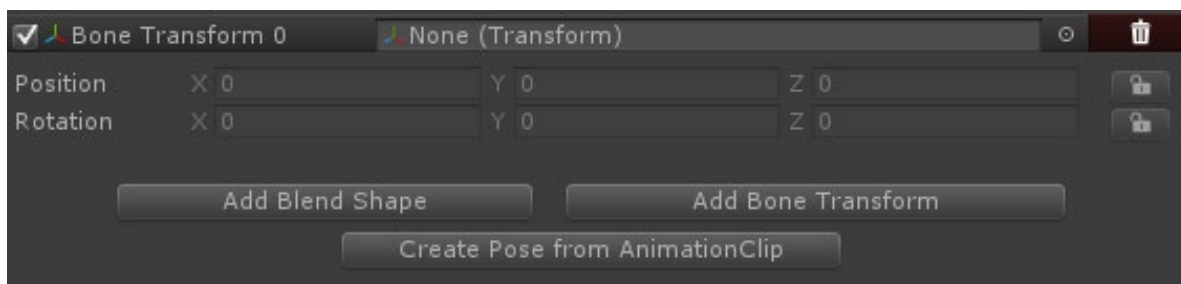 Bone Transform 0 None (Transform)
Position X 0 Y 0 Z 0
Rotation X 0 Y 0 Z 0
Add Blend Shape Add Bone Transform
Create Pose from AnimationClip